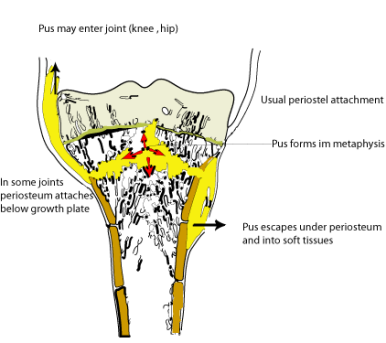 Pus may enter joint (knee , hip)
Usual periostel attachment
Pus forms im metaphysis
In some joints
periosteum attaches
below growth plate
Pus escapes under periosteum
and into soft tissues